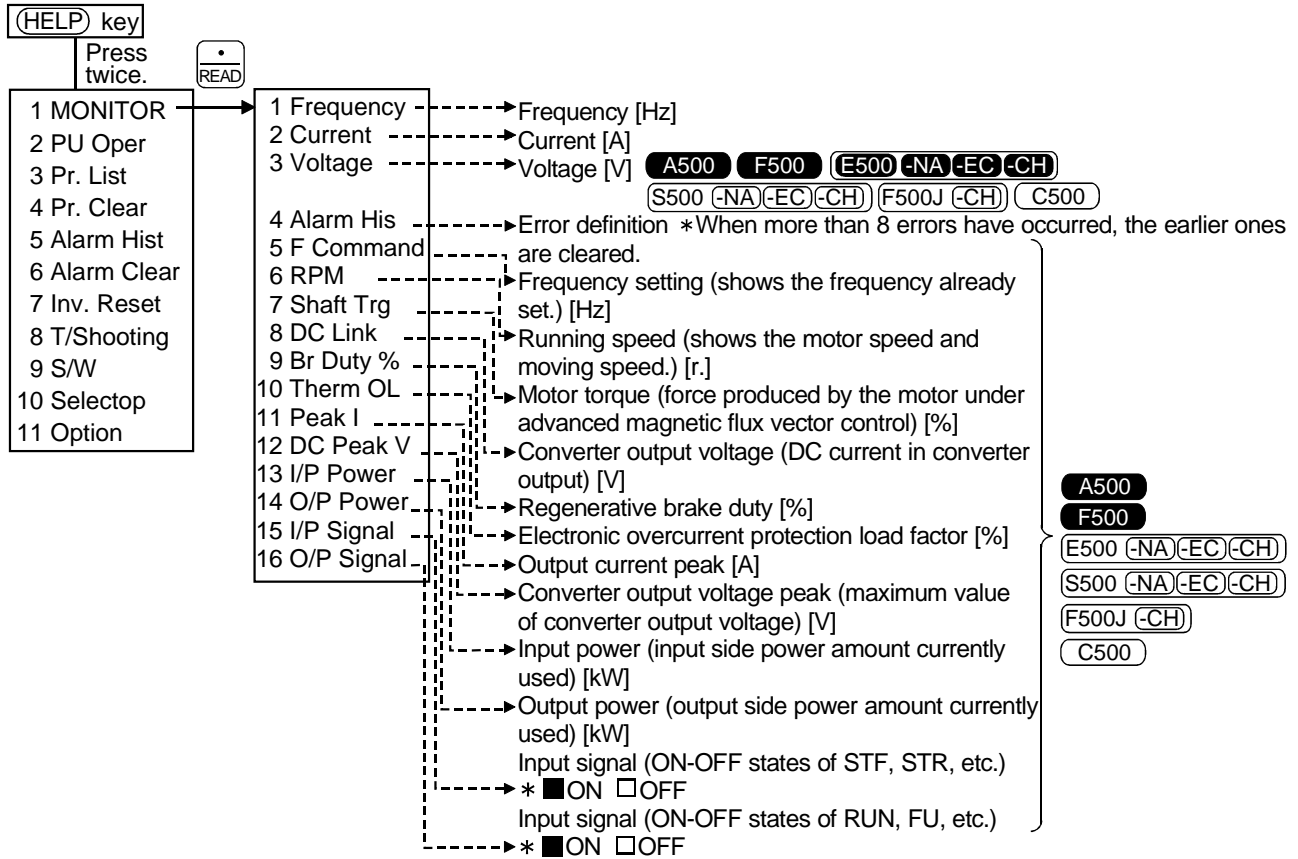 HELP key
Press
twice.
READ
1 MONITOR
2 PU Oper
3 Pr. List
4 Pr. Clear
5 Alarm Hist
6 Alarm Clear
7 Inv. Reset
8 T/Shooting
9 S/W
10 Selectop
11 Option
1 Frequency
2 Current
3 Voltage
4 Alarm His
5 F Command
6 RPM
7 Shaft Trg
8 DC Link
9 Br Duty %
10 Therm OL
11 Peak I
12 DC Peak V
13 I/P Power
14 O/P Power
15 I/P Signal
16 O/P Signal
Frequency [Hz]
Current [A]
Voltage [V] A500 F500 E500 -NA -EC -CH
S500 -NA -EC -CH F500J -CH C500
Error definition *When more than 8 errors have occurred, the earlier ones
are cleared.
Frequency setting (shows the frequency already
set.) [Hz]
Running speed (shows the motor speed and
moving speed.) [r.]
Motor torque (force produced by the motor under
advanced magnetic flux vector control) [%]
Converter output voltage (DC current in converter
output) [V]
Regenerative brake duty [%]
Electronic overcurrent protection load factor [%]
Output current peak [A]
Converter output voltage peak (maximum value
of converter output voltage) [V]
Input power (input side power amount currently
used) [kW]
Output power (output side power amount currently
used) [kW]
Input signal (ON-OFF states of STF, STR, etc.)
* ■ON □OFF
Input signal (ON-OFF states of RUN, FU, etc.)
* ■ON □OFF
A500
F500
E500 -NA -EC -CH
S500 -NA -EC -CH
F500J -CH
C500